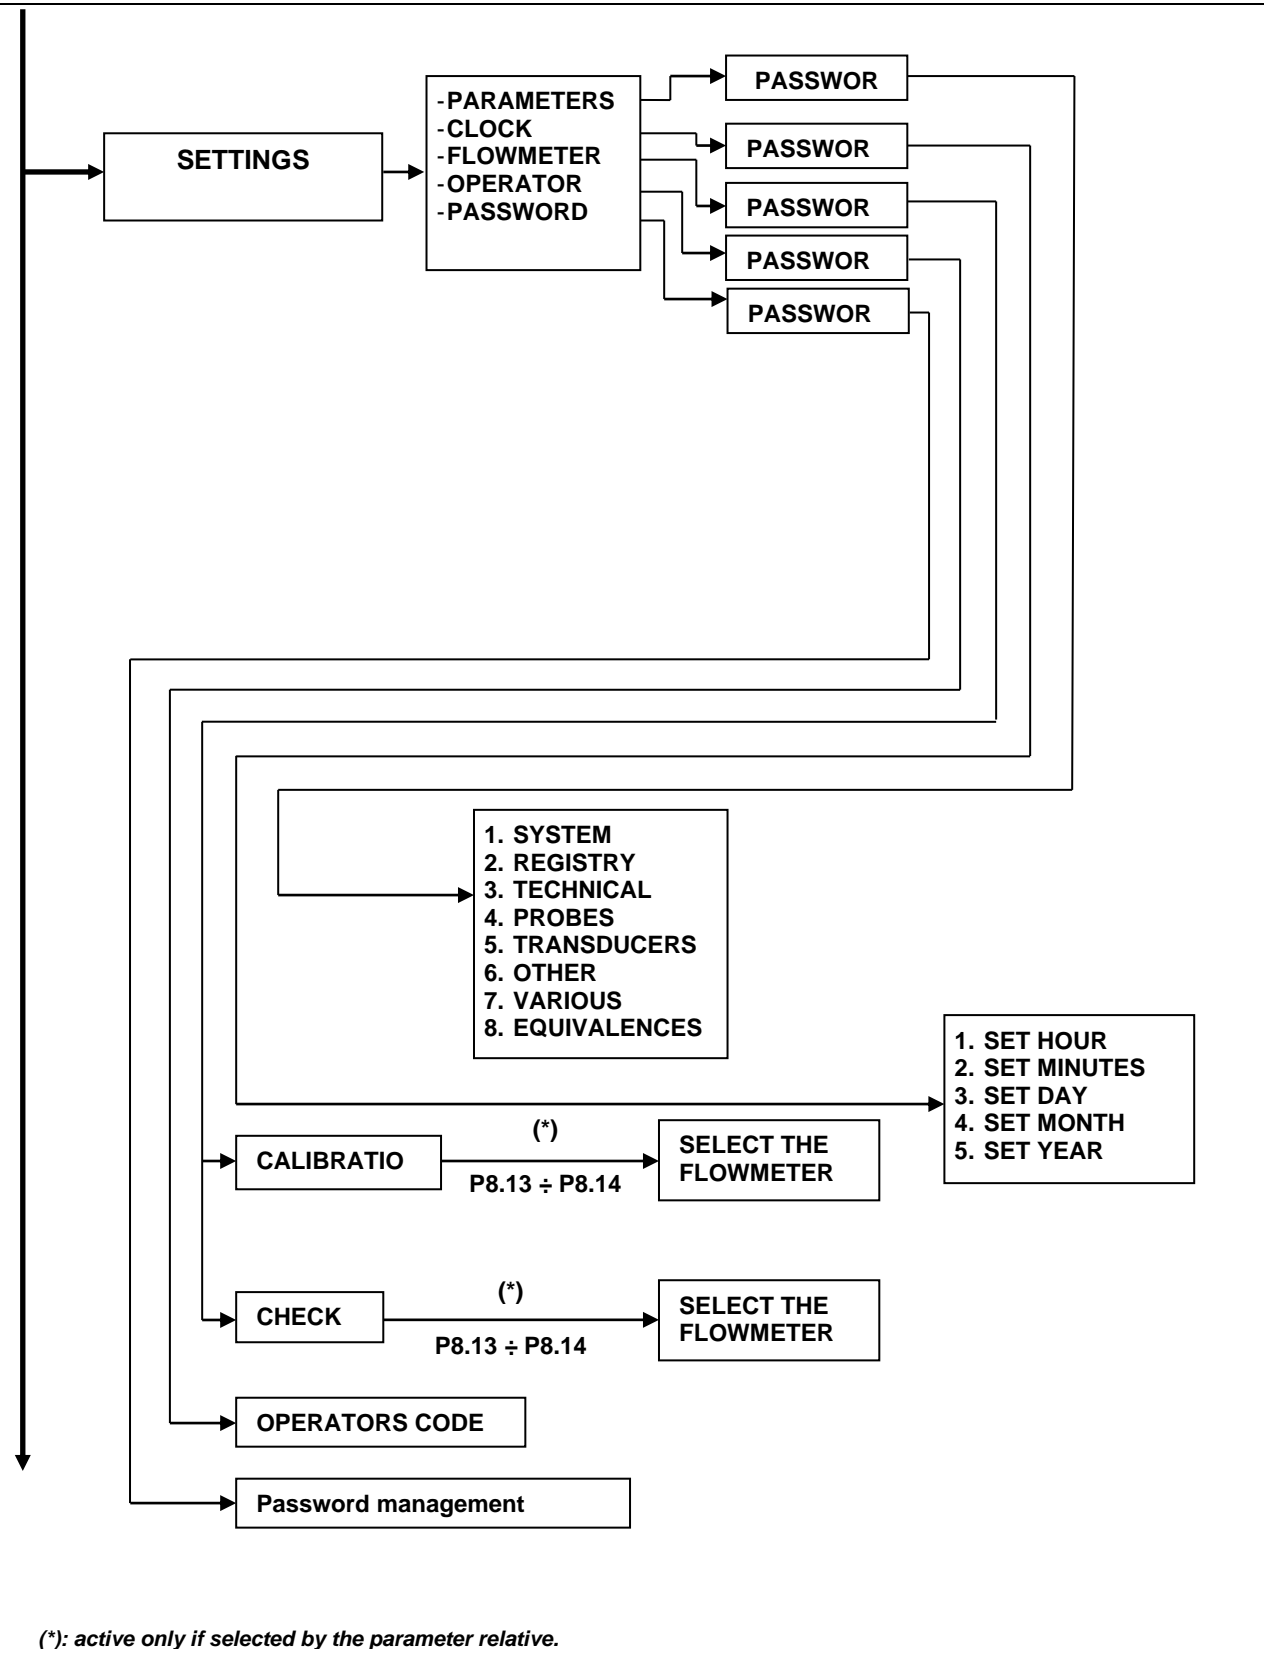 SETTINGS
-PARAMETERS
-CLOCK
-FLOWMETER
-OPERATOR
-PASSWORD
PASSWOR
PASSWOR
PASSWOR
PASSWOR
PASSWOR
1. SYSTEM
2. REGISTRY
3. TECHNICAL
4. PROBES
5. TRANSDUCERS
6. OTHER
7. VARIOUS
8. EQUIVALENCES
1. SET HOUR
2. SET MINUTES
3. SET DAY
4. SET MONTH
5. SET YEAR
CALIBRATIO
(*)
P8.13 ÷ P8.14
SELECT THE
FLOWMETER
CHECK
(*)
P8.13 ÷ P8.14
SELECT THE
FLOWMETER
OPERATORS CODE
Password management
(*): active only if selected by the parameter relative.